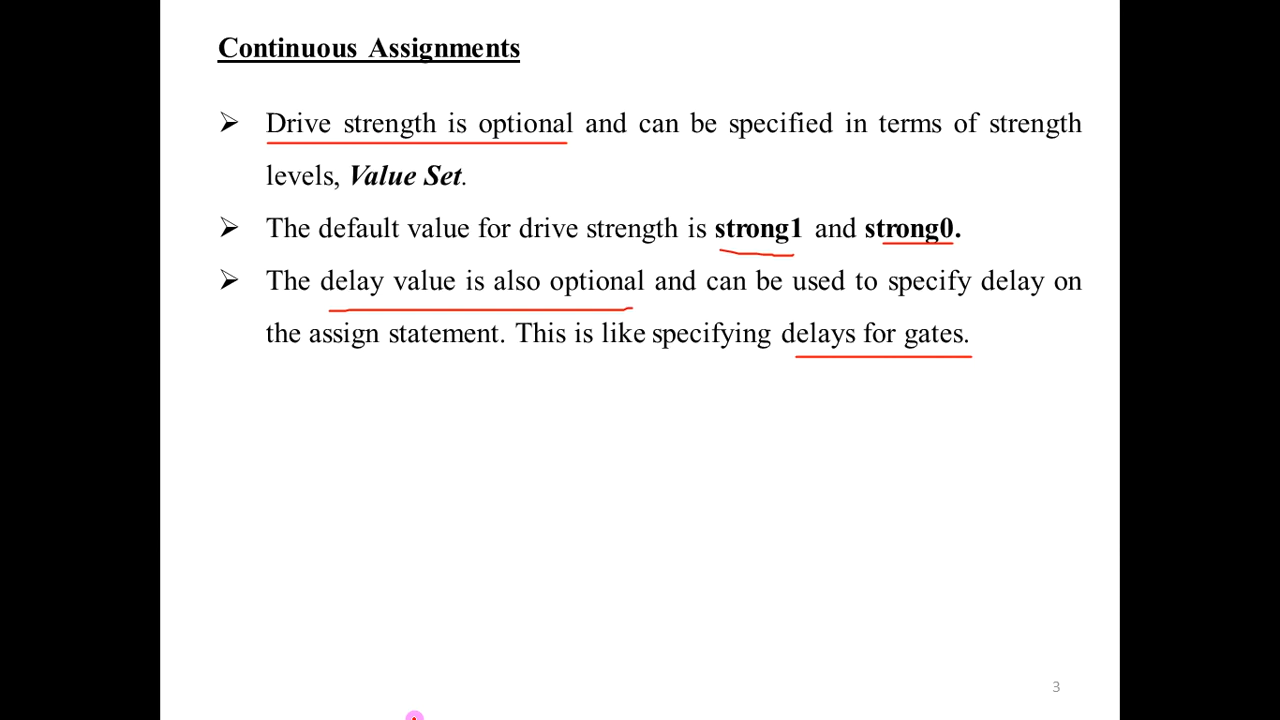 Continuous Assignments
➢ Drive strength is optional and can be specified in terms of strength
levels, Value Set.
➢ The default value for drive strength is strong1 and strong0.
➢ The delay value is also optional and can be used to specify delay on
the assign statement. This is like specifying delays for gates.
3